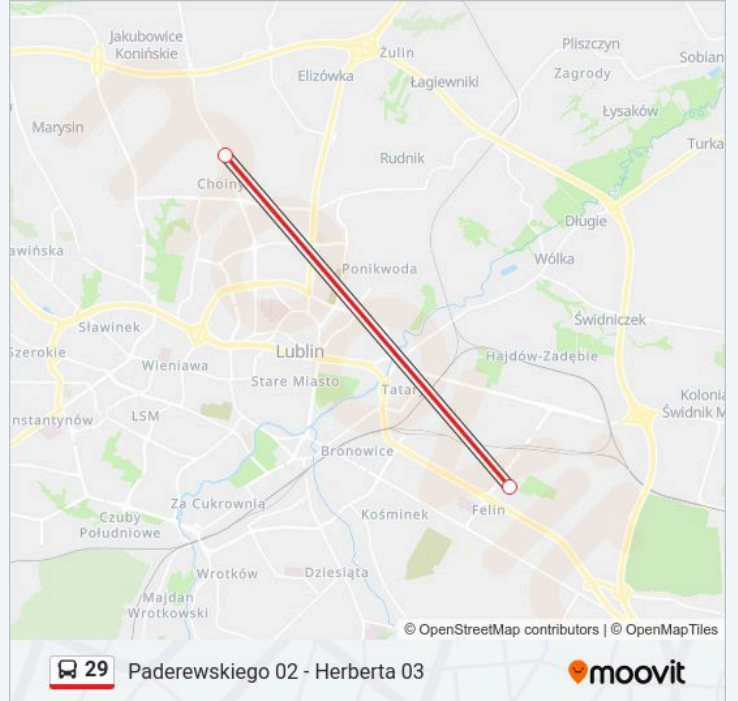 Jakubowice
Konińskie
Żulin
Elizówka
Łagiewniki
Pliszczyn
Zagrody
Sobian
Łysaków
Marysin
Rudnik
Turka
Choiny
Długie
awińska
Ponikwoda
Wólka
Świdniczek
Sławinek
Szerokie
Lublin
Wieniawa
Hajdów-Zadębie
Stare Miasto
Tatar
Kolonia
Świdnik M
nstantynów
LSM
Bronowice
Za Cukrownią
Czuby
Południowe
Kośminek
Felin
Wrotków
Dziesiąta
Majdan
Wrotkowski
© OpenStreetMap contributors | © OpenMapTiles
29 Paderewskiego 02 - Herberta 03
moovit